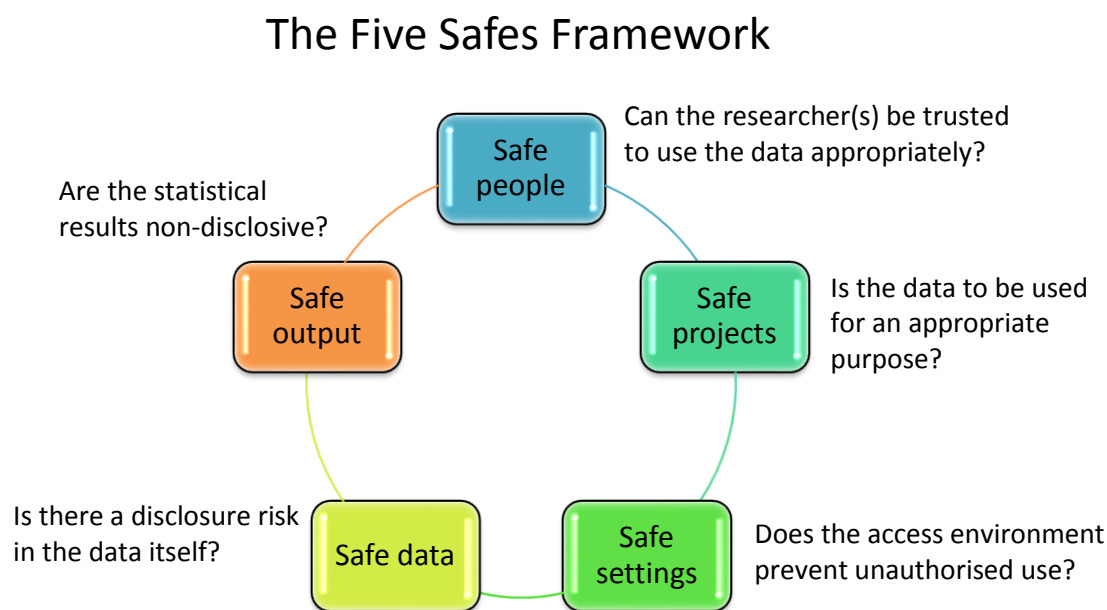 The Five Safes Framework
Safe
people
Can the researcher(s) be trusted
to use the data appropriately?
Safe
projects
Is the data to be used
for an appropriate
purpose?
Safe
settings
Does the access environment
prevent unauthorised use?
Safe data
Is there a disclosure risk
in the data itself?
Safe
output
Are the statistical
results non-disclosive?